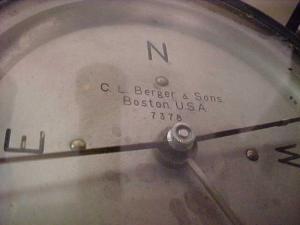 N
C. L. Berger & Sons
Boston, U.S.A.
7378
E
W